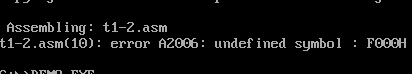 Assembling: t1-2.asm
t1-2.asm(10): error A2006: undefined symbol : F000H